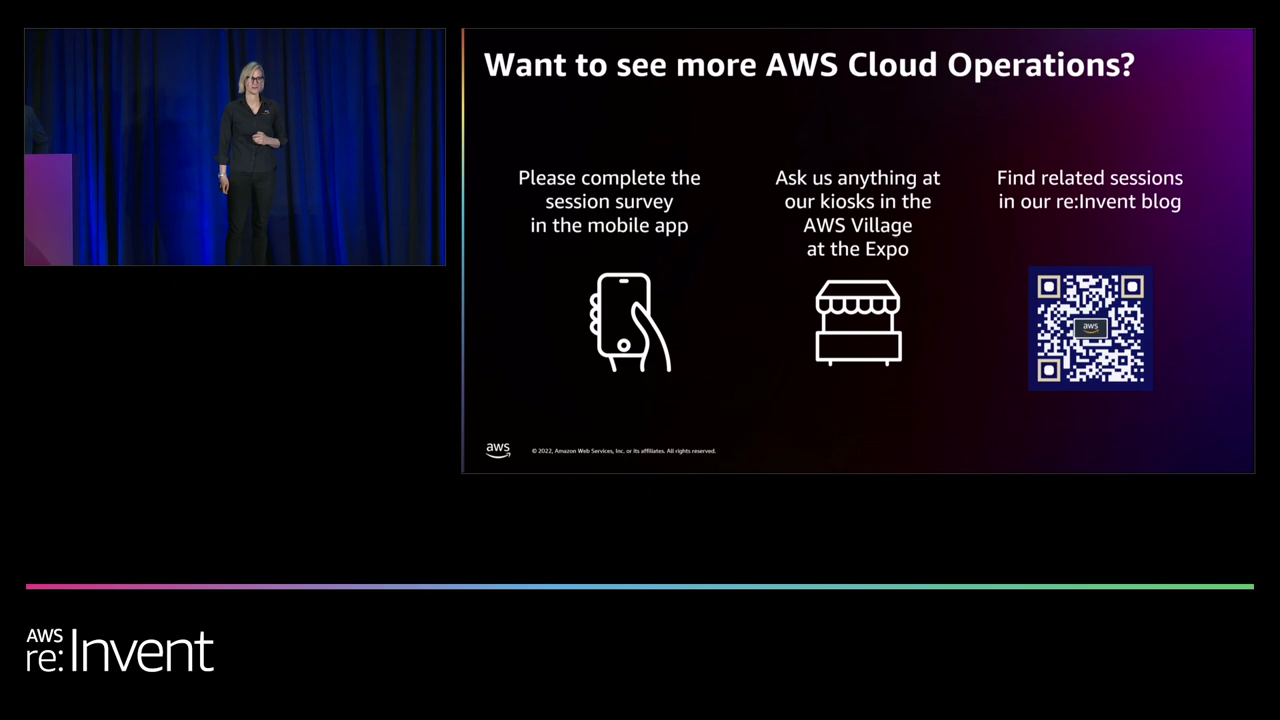 Want to see more AWS Cloud Operations?
Please complete the
session survey
in the mobile app
Ask us anything at
our kiosks in the
AWS Village
at the Expo
Find related sessions
in our re:Invent blog
aws
aws
© 2022, Amazon Web Services, Inc. or its affiliates. All rights reserved.
AWS
re:Invent